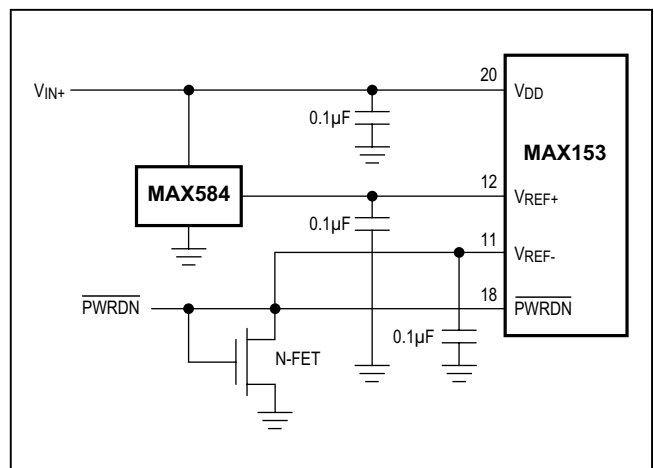 20
VIN+
VDD
0.1µF
MAX153
MAX584
12
VREF+
0.1µF
11
VREF-
PWRDN
18
PWRDN
0.1µF
N-FET